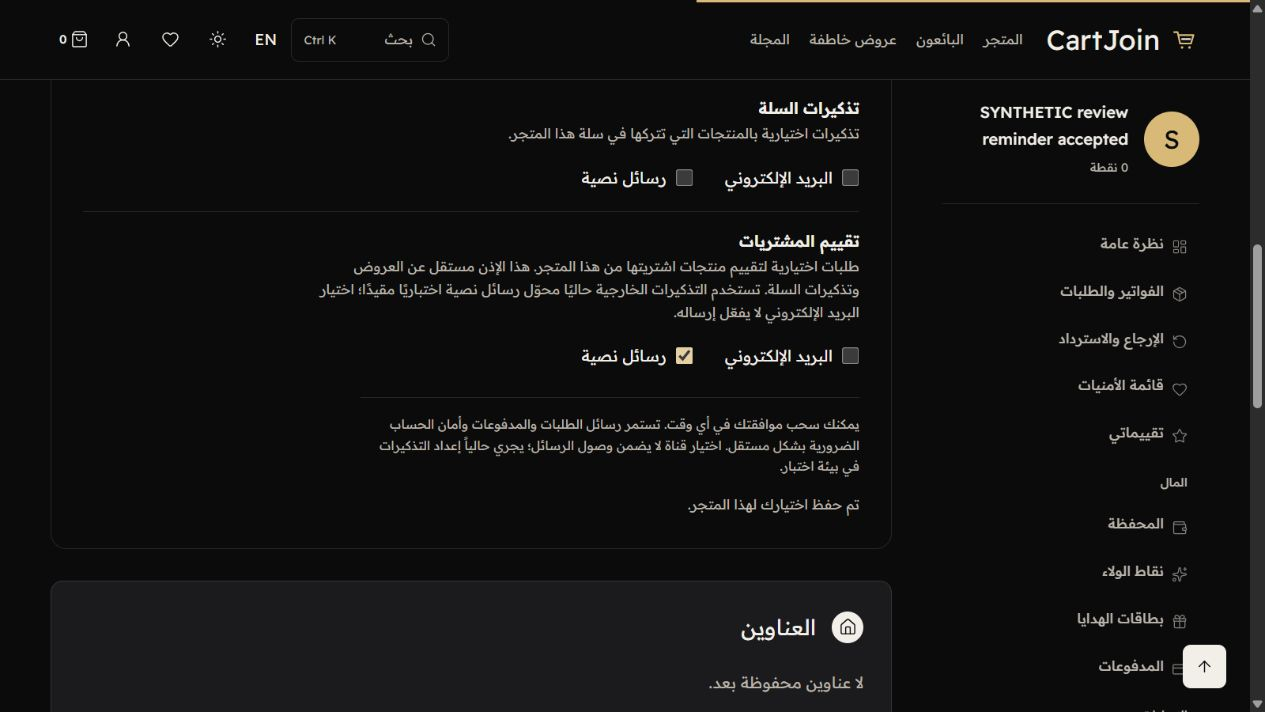 CartJoin
المتجر
البائعون
عروض خاطفة
المجلة
بحث
Ctrl K
EN
0
SYNTHETIC review
reminder accepted
S
0 نقطة
نظرة عامة
الفواتير والطلبات
الإرجاع والاسترداد
قائمة الأمنيات
تقييماتي
المال
المحفظة
نقاط الولاء
بطاقات الهدايا
المدفوعات
تذكيرات السلة
تذكيرات اختيارية بالمنتجات التي تتركها في سلة هذا المتجر.
البريد الإلكتروني
رسائل نصية
تقييم المشتريات
طلبات اختيارية لتقييم منتجات اشتريتها من هذا المتجر. هذا الإذن مستقل عن العروض
وتذكيرات السلة. تستخدم التذكيرات الخارجية حاليًا محوّل رسائل نصية اختباريًا مقيدًا؛ اختيار
البريد الإلكتروني لا يفعّل إرساله.
البريد الإلكتروني
رسائل نصية
يمكنك سحب موافقتك في أي وقت. تستمر رسائل الطلبات والمدفوعات وأمان الحساب
الضرورية بشكل مستقل. اختيار قناة لا يضمن وصول الرسائل؛ يجري حالياً إعداد التذكيرات
في بيئة اختبار.
تم حفظ اختيارك لهذا المتجر.
العناوين
لا عناوين محفوظة بعد.